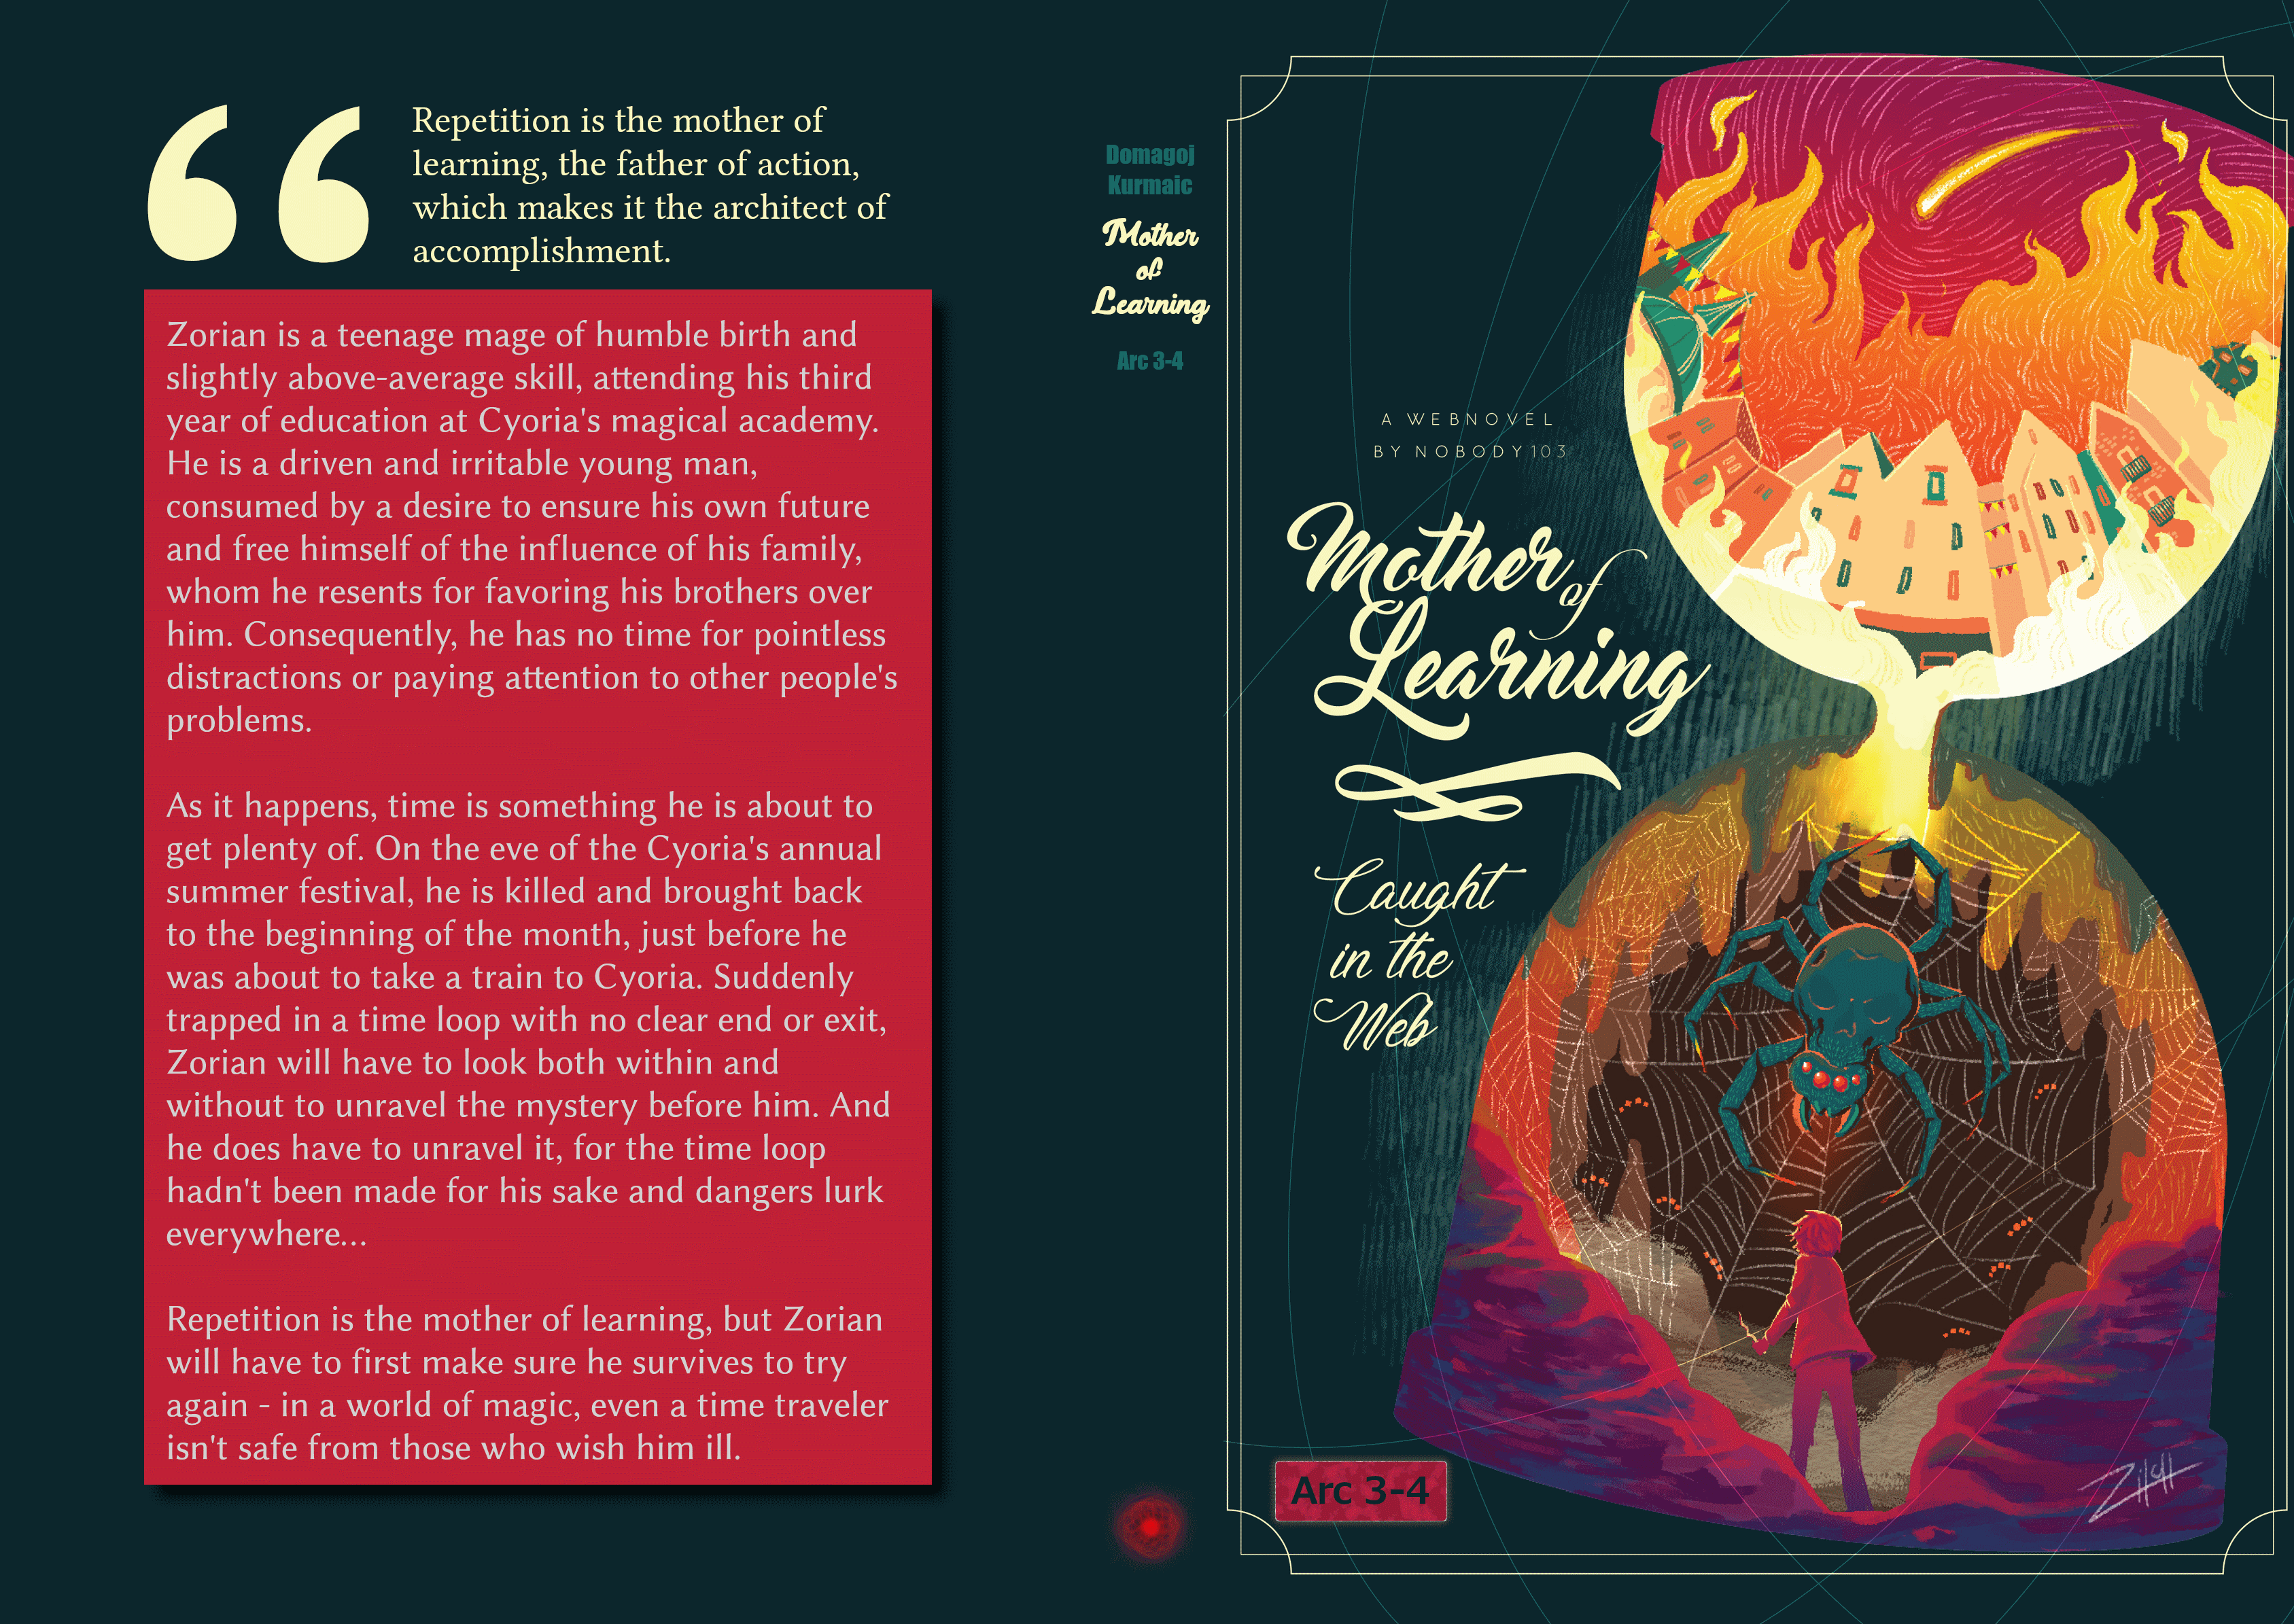 Repetition is the mother of
learning, the father of action,
which makes it the architect of
accomplishment.
Zorian is a teenage mage of humble birth and
slightly above-average skill, attending his third
year of education at Cyoria's magical academy.
He is a driven and irritable young man,
consumed by a desire to ensure his own future
and free himself of the influence of his family,
whom he resents for favoring his brothers over
him. Consequently, he has no time for pointless
distractions or paying attention to other people's
problems.
As it happens, time is something he is about to
get plenty of. On the eve of the Cyoria's annual
summer festival, he is killed and brought back
to the beginning of the month, just before he
was about to take a train to Cyoria. Suddenly
trapped in a time loop with no clear end or exit,
Zorian will have to look both within and
without to unravel the mystery before him. And
he does have to unravel it, for the time loop
hadn't been made for his sake and dangers lurk
everywhere...
Repetition is the mother of learning, but Zorian
will have to first make sure he survives to try
again - in a world of magic, even a time traveler
isn't safe from those who wish him ill.
Domagoj
Kurmaic
Mother
of
Learning
Arc 3-4
A WEBNOVEL
BY NOBODY103
Mother of
Learning
Caught
in the
Web
Arc 3-4